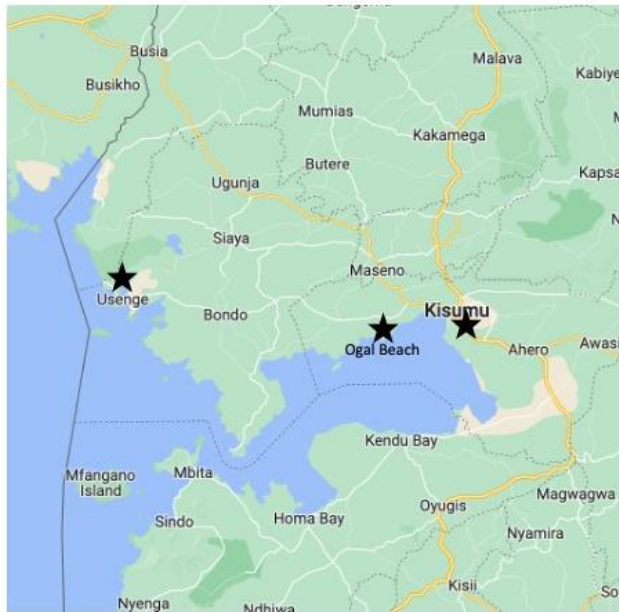 Busia
Malava
Busikho
Mumias
Kakamega
Butere
Ugunja
Siaya
Maseno
Usenge
Bondo
Kisumu
Ogal Beach
Ahero
Kendu Bay
Mbita
Mfangano
Island
Magwagwa
Oyugis
Sindo
Homa Bay
Nyamira
Kisii
Nyenga